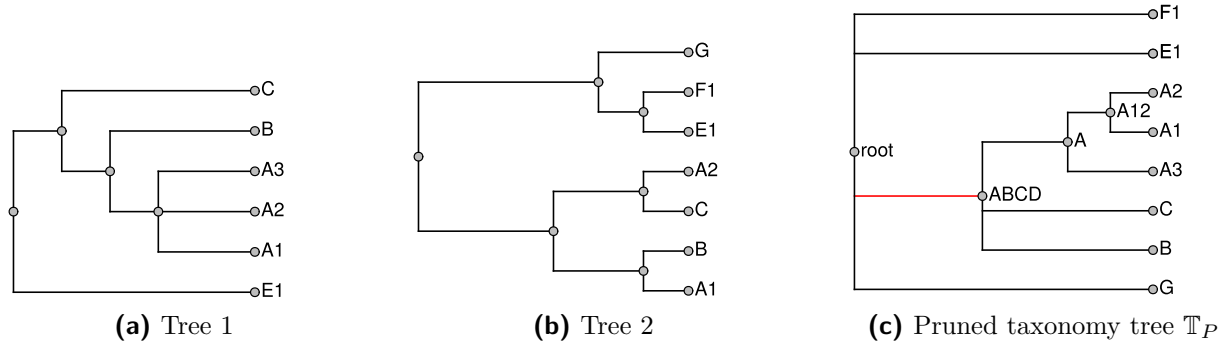 C
B
A3
A2
A1
E1
(a) Tree 1
G
F1
E1
A2
C
B
A1
(b) Tree 2
F1
E1
A2
A12
A1
A
root
A3
ABCD
C
B
G
(c) Pruned taxonomy tree 𝕋P